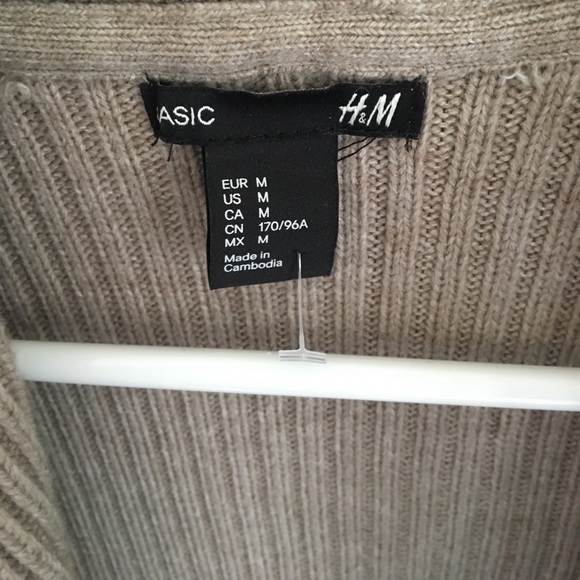 ASIC H&M
EUR M
US M
CA M
CN 170/96A
MX M
Made in
Cambodia